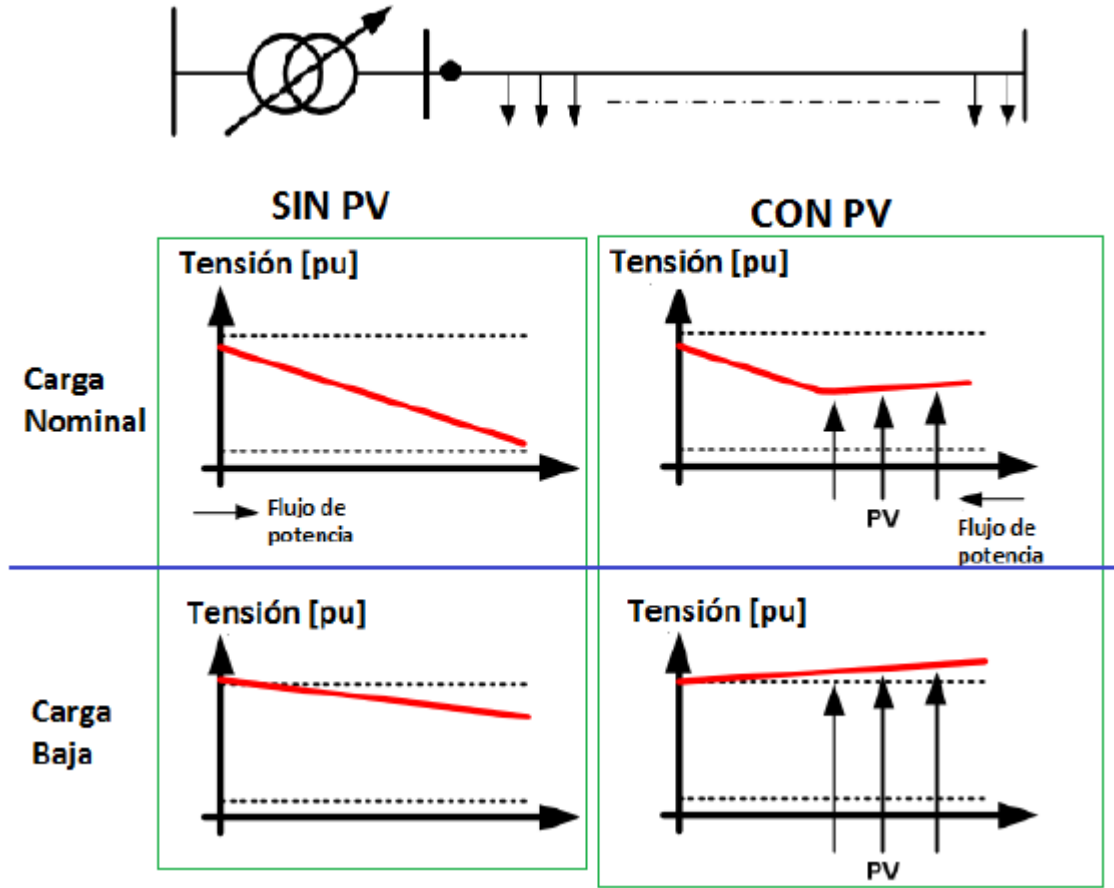 SIN PV
CON PV
Tensión [pu]
Tensión [pu]
Carga
Nominal
Flujo de
potencia
PV
Flujo de
potencia
Tensión [pu]
Tensión [pu]
Carga
Baja
PV